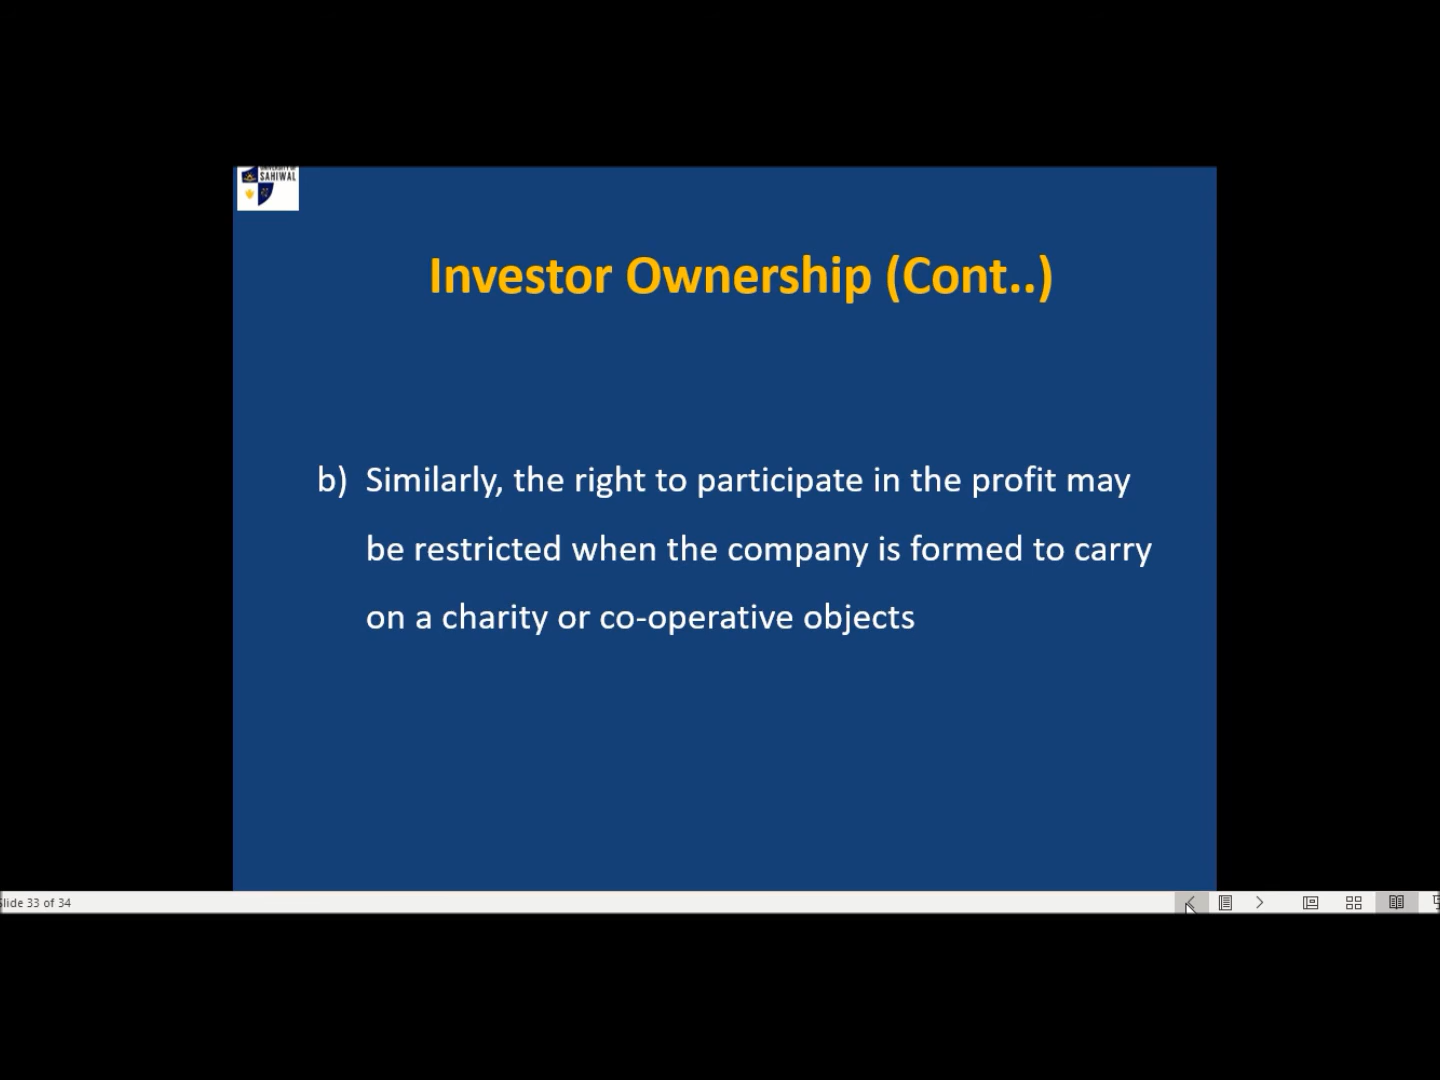 SAHIWAL
Investor Ownership (Cont..)
b) Similarly, the right to participate in the profit may
be restricted when the company is formed to carry
on a charity or co-operative objects
Slide 33 of 34